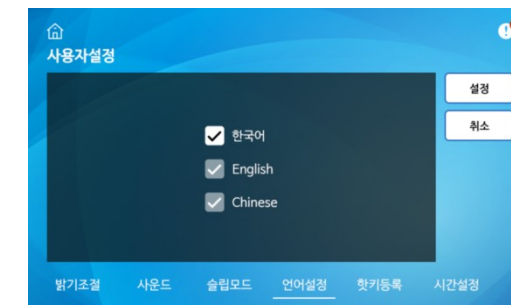 사용자설정
설정
취소
한국어
English
Chinese
밝기조절 사운드 슬립모드 언어설정 핫키등록 시간설정